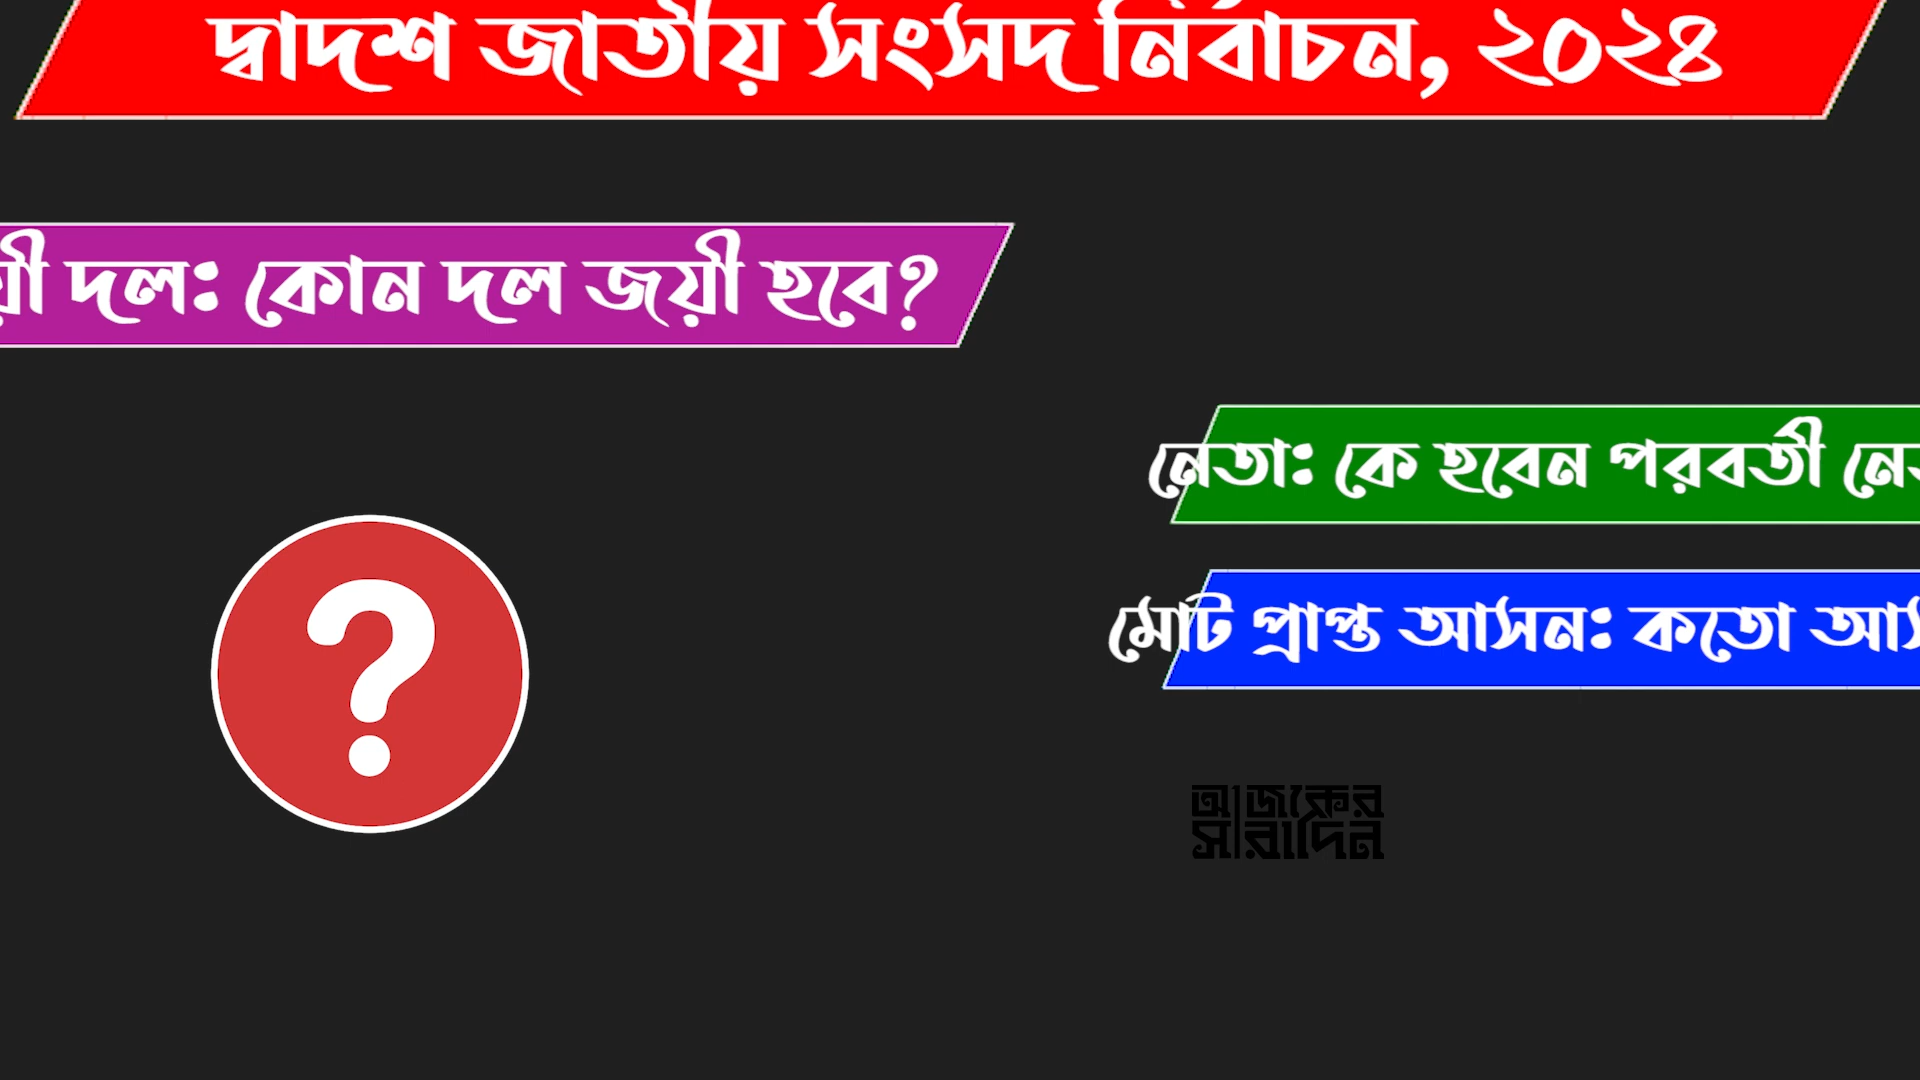 দ্বাদশ জাতীয় সংসদ নির্বাচন, ২০২৪
দল: কোন দল জয়ী হবে?
নেতা: কে হবেন পরবর্তী
মোট প্রাপ্ত আসন: কতো
আজকের
সারাদিন